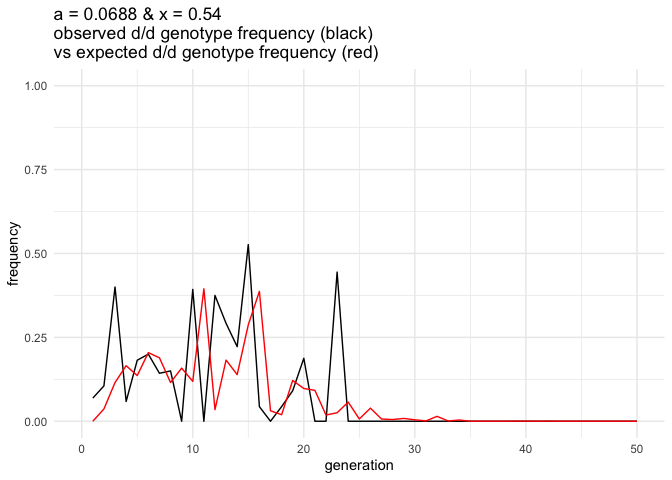 a = 0.0688 & x = 0.54
observed d/d genotype frequency (black)
vs expected d/d genotype frequency (red)
1.00
0.75
0.50
0.25
0.00
frequency
0
10
20
30
40
50
generation